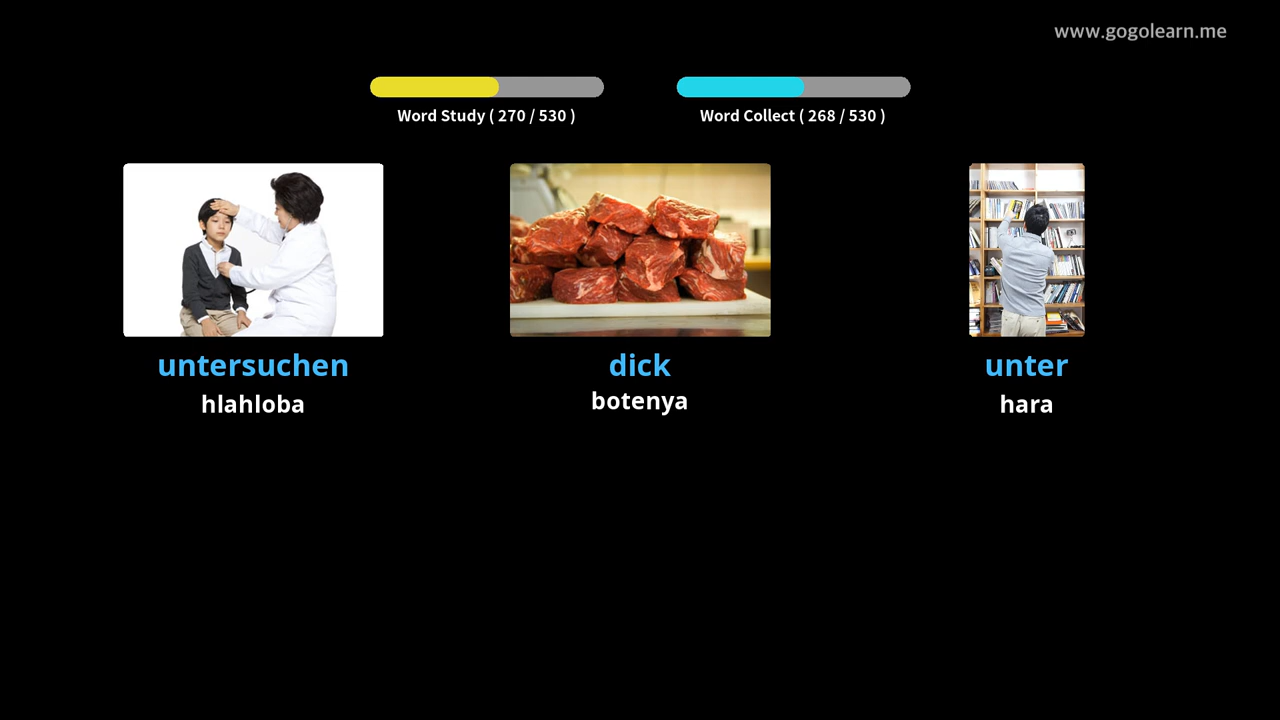 www.gogolearn.me
Word Study ( 270 / 530 )
Word Collect ( 268 / 530 )
untersuchen
hlahloba
dick
botenya
unter
hara